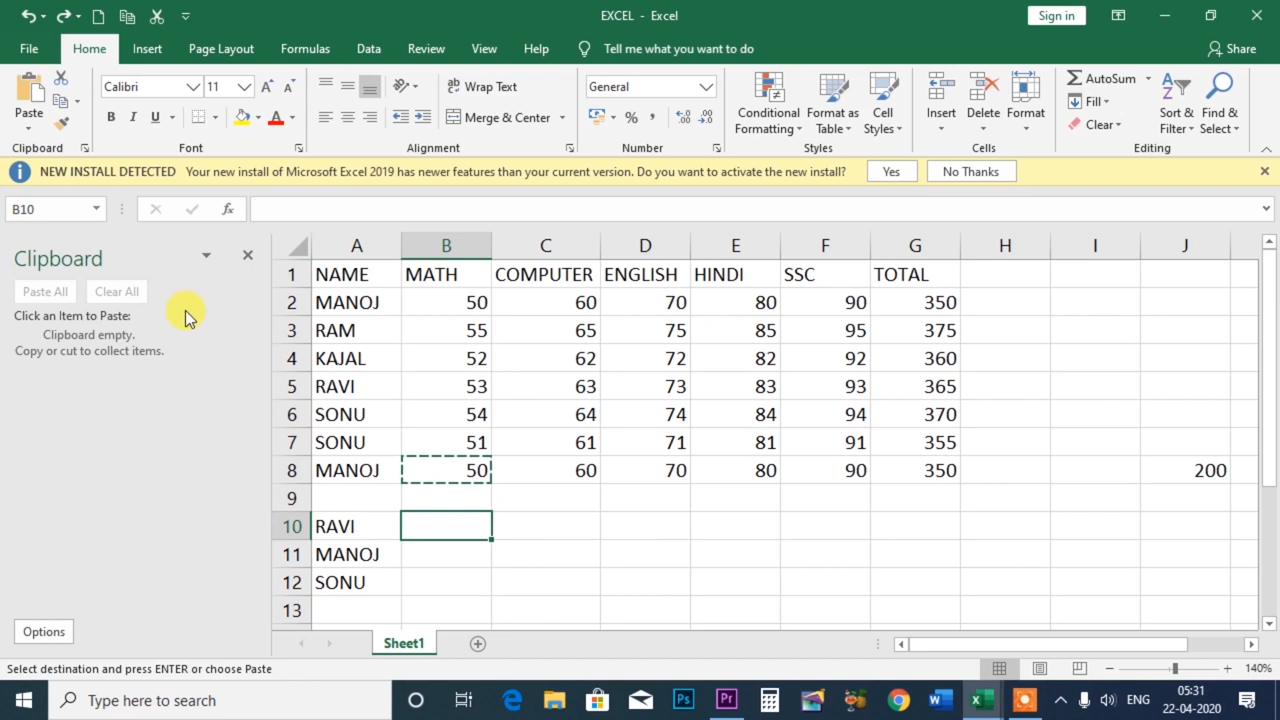 EXCEL - Excel
Sign in
File Home Insert Page Layout Formulas Data Review View Help Tell me what you want to do Share
Calibri 11 Wrap Text General AutoSum
Paste Merge & Center Conditional Formatting Format as Table Cell Styles Insert Delete Format Fill Sort & Filter Find & Select
B I U % Clear
Clipboard Font Alignment Number Styles Cells Editing
NEW INSTALL DETECTED Your new install of Microsoft Excel 2019 has newer features than your current version. Do you want to activate the new install? Yes No Thanks
B10 fx
Clipboard
Paste All Clear All
Click an Item to Paste:
Clipboard empty.
Copy or cut to collect items.
Options
A B C D E F G H I J
1 NAME MATH COMPUTER ENGLISH HINDI SSC TOTAL
2 MANOJ 50 60 70 80 90 350
3 RAM 55 65 75 85 95 375
4 KAJAL 52 62 72 82 92 360
5 RAVI 53 63 73 83 93 365
6 SONU 54 64 74 84 94 370
7 SONU 51 61 71 81 91 355
8 MANOJ 50 60 70 80 90 350 200
9
10 RAVI
11 MANOJ
12 SONU
13
Sheet1
Select destination and press ENTER or choose Paste 140%
Type here to search Ps Pr ENG 05:31
22-04-2020